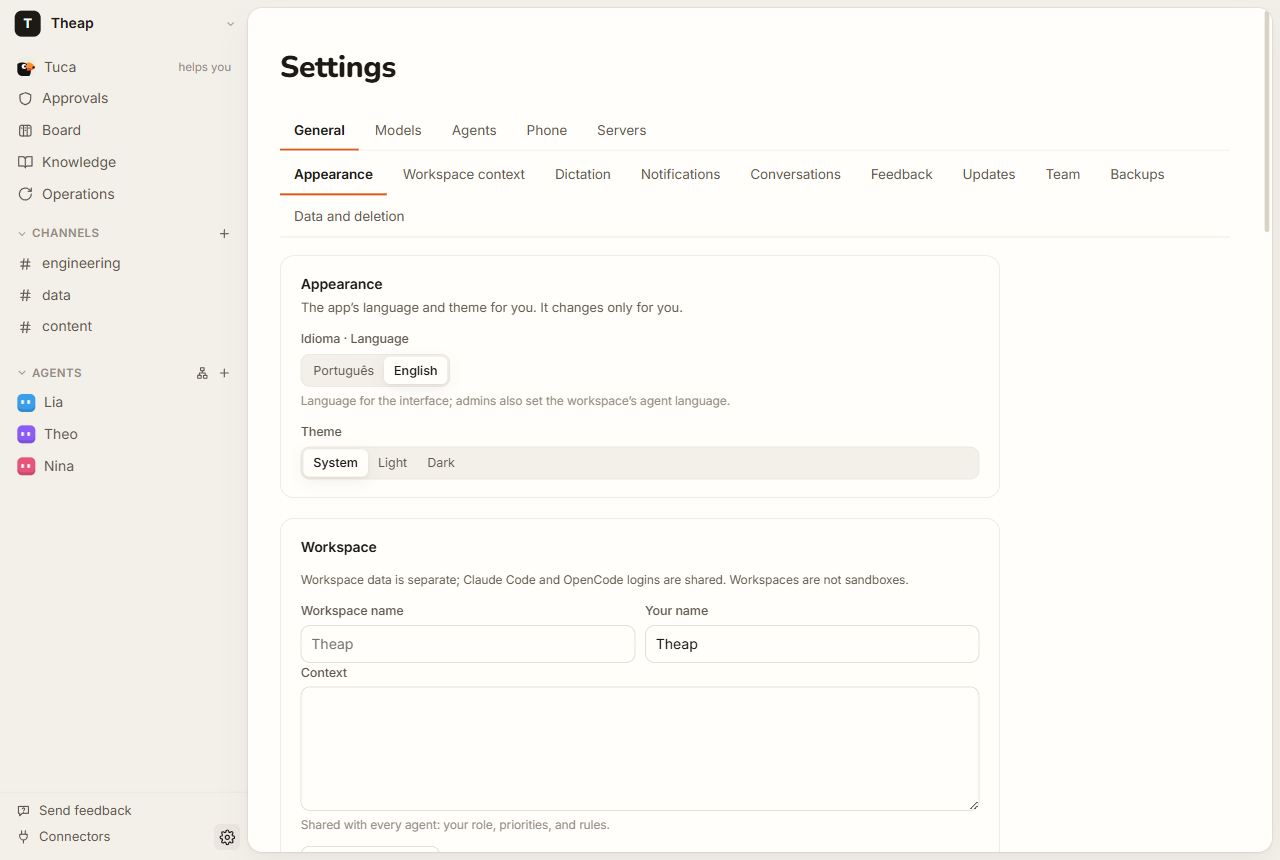 T Theap
Tuca helps you
Approvals
Board
Knowledge
Operations
CHANNELS
# engineering
# data
# content
AGENTS
Lia
Theo
Nina
Send feedback
Connectors
Settings
General Models Agents Phone Servers
Appearance Workspace context Dictation Notifications Conversations Feedback Updates Team Backups
Data and deletion
Appearance
The app’s language and theme for you. It changes only for you.
Idioma · Language
Português English
Language for the interface; admins also set the workspace’s agent language.
Theme
System Light Dark
Workspace
Workspace data is separate; Claude Code and OpenCode logins are shared. Workspaces are not sandboxes.
Workspace name Your name
Theap Theap
Context
Shared with every agent: your role, priorities, and rules.